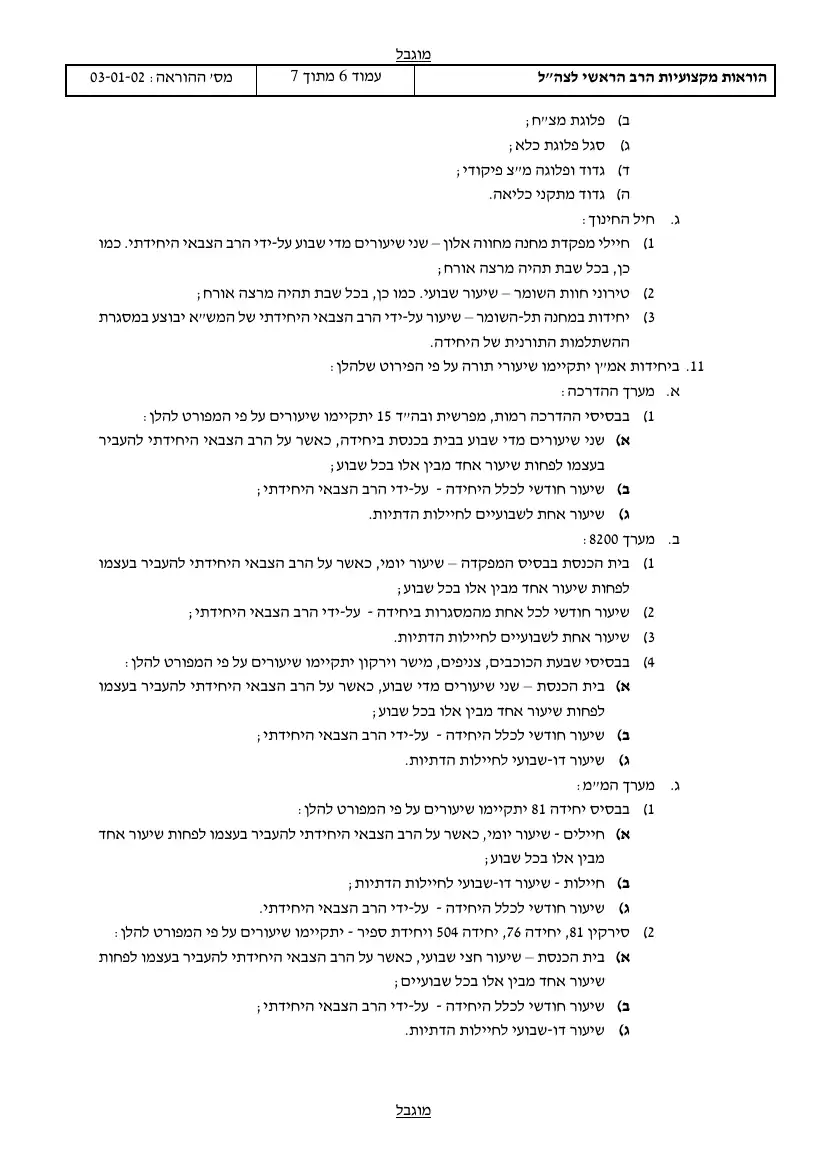 מוגבל
הוראות מקצועיות הרב הראשי לצה״ל עמוד 6 מתוך 7 מס׳ ההוראה: 03-01-02
ב) פלוגת מצ״ח;
ג) סגל פלוגת כלא;
ד) גדוד ופלוגה מ״צ פיקודי;
ה) גדוד מתקני כליאה.
ג. חיל החינוך:
1) חיילי מפקדת מחנה מחווה אלון – שני שיעורים מדי שבוע על-ידי הרב הצבאי היחידתי. כמו
כן, בכל שבת תהיה מרצה אורח;
2) טירוני חוות השומר – שיעור שבועי. כמו כן, בכל שבת תהיה מרצה אורח;
3) יחידות במחנה תל-השומר – שיעור על-ידי הרב הצבאי היחידתי של המש״א יבוצע במסגרת
ההשתלמות התורנית של היחידה.
11. ביחידות אמ״ן יתקיימו שיעורי תורה על פי הפירוט שלהלן:
א. מערך ההדרכה:
1) בבסיסי ההדרכה רמות, מפרשית ובה״ד 15 יתקיימו שיעורים על פי המפורט להלן:
א) שני שיעורים מדי שבוע בבית בכנסת ביחידה, כאשר על הרב הצבאי היחידתי להעביר
בעצמו לפחות שיעור אחד מבין אלו בכל שבוע;
ב) שיעור חודשי לכלל היחידה - על-ידי הרב הצבאי היחידתי;
ג) שיעור אחת לשבועיים לחיילות הדתיות.
ב. מערך 8200:
1) בית הכנסת בבסיס המפקדה – שיעור יומי, כאשר על הרב הצבאי היחידתי להעביר בעצמו
לפחות שיעור אחד מבין אלו בכל שבוע;
2) שיעור חודשי לכל אחת מהמסגרות ביחידה - על-ידי הרב הצבאי היחידתי;
3) שיעור אחת לשבועיים לחיילות הדתיות.
4) בבסיסי שבעת הכוכבים, צניפים, מישר וירקון יתקיימו שיעורים על פי המפורט להלן:
א) בית הכנסת – שני שיעורים מדי שבוע, כאשר על הרב הצבאי היחידתי להעביר בעצמו
לפחות שיעור אחד מבין אלו בכל שבוע;
ב) שיעור חודשי לכלל היחידה - על-ידי הרב הצבאי היחידתי;
ג) שיעור דו-שבועי לחיילות הדתיות.
ג. מערך המ״מ:
1) בבסיס יחידה 81 יתקיימו שיעורים על פי המפורט להלן:
א) חיילים - שיעור יומי, כאשר על הרב הצבאי היחידתי להעביר בעצמו לפחות שיעור אחד
מבין אלו בכל שבוע;
ב) חיילות - שיעור דו-שבועי לחיילות הדתיות;
ג) שיעור חודשי לכלל היחידה - על-ידי הרב הצבאי היחידתי.
2) סירקין 81, יחידה 76, יחידה 504 ויחידת ספיר - יתקיימו שיעורים על פי המפורט להלן:
א) בית הכנסת – שיעור חצי שבועי, כאשר על הרב הצבאי היחידתי להעביר בעצמו לפחות
שיעור אחד מבין אלו בכל שבועיים;
ב) שיעור חודשי לכלל היחידה - על-ידי הרב הצבאי היחידתי;
ג) שיעור דו-שבועי לחיילות הדתיות.
מוגבל